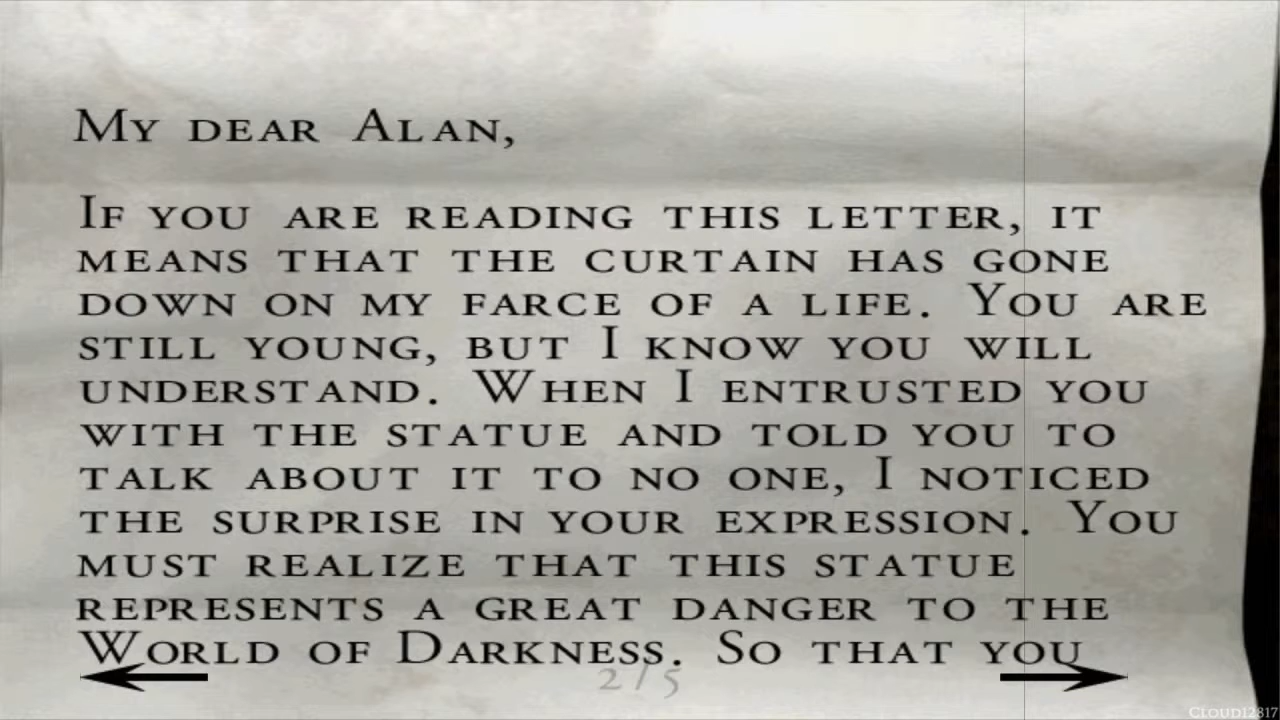 My dear Alan,
If you are reading this letter, it
means that the curtain has gone
down on my farce of a life. You are
still young, but I know you will
understand. When I entrusted you
with the statue and told you to
talk about it to no one, I noticed
the surprise in your expression. You
must realize that this statue
represents a great danger to the
World of Darkness. So that you
2/5
Cloud12817